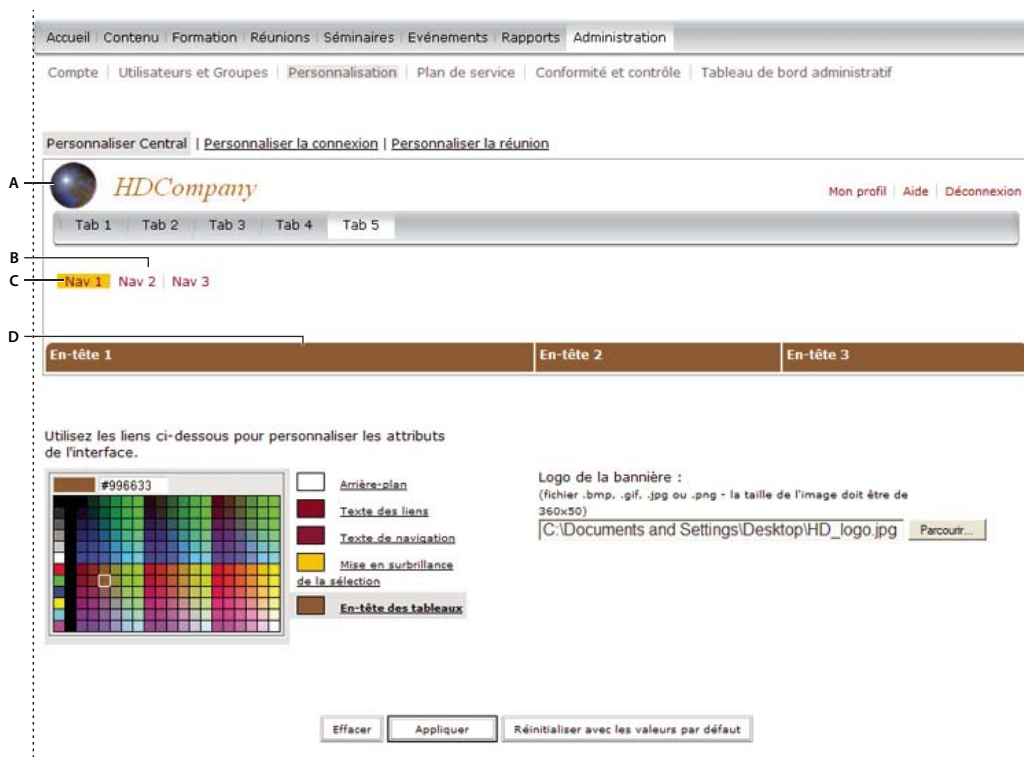 Accueil Contenu Formation Réunions Séminaires Evénements Rapports Administration
Compte | Utilisateurs et Groupes | Personnalisation | Plan de service | Conformité et contrôle | Tableau de bord administratif
Personnaliser Central | Personnaliser la connexion | Personnaliser la réunion
A
HDCompany
Mon profil | Aide | Déconnexion
Tab 1 Tab 2 Tab 3 Tab 4 Tab 5
B
C
Nav 1 Nav 2 | Nav 3
D
En-tête 1 En-tête 2 En-tête 3
Utilisez les liens ci-dessous pour personnaliser les attributs
de l'interface.
#996633
Arrière-plan
Texte des liens
Texte de navigation
Mise en surbrillance
de la sélection
En-tête des tableaux
Logo de la bannière :
(fichier .bmp, .gif, .jpg ou .png - la taille de l'image doit être de
360x50)
C:\Documents and Settings\Desktop\HD_logo.jpg Parcourir...
Effacer Appliquer Réinitialiser avec les valeurs par défaut